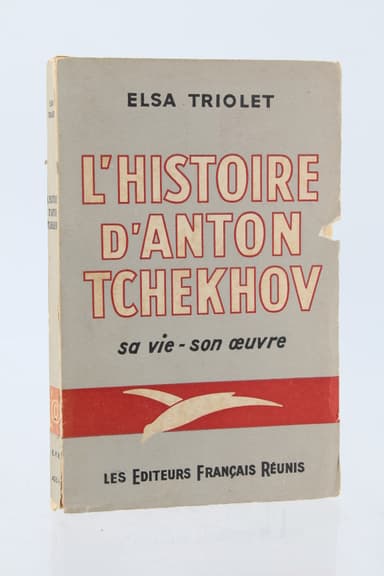 ELSA TRIOLET
L'HISTOIRE
D'ANTON
TCHEKHOV
sa vie - son œuvre
LES EDITEURS FRANÇAIS RÉUNIS